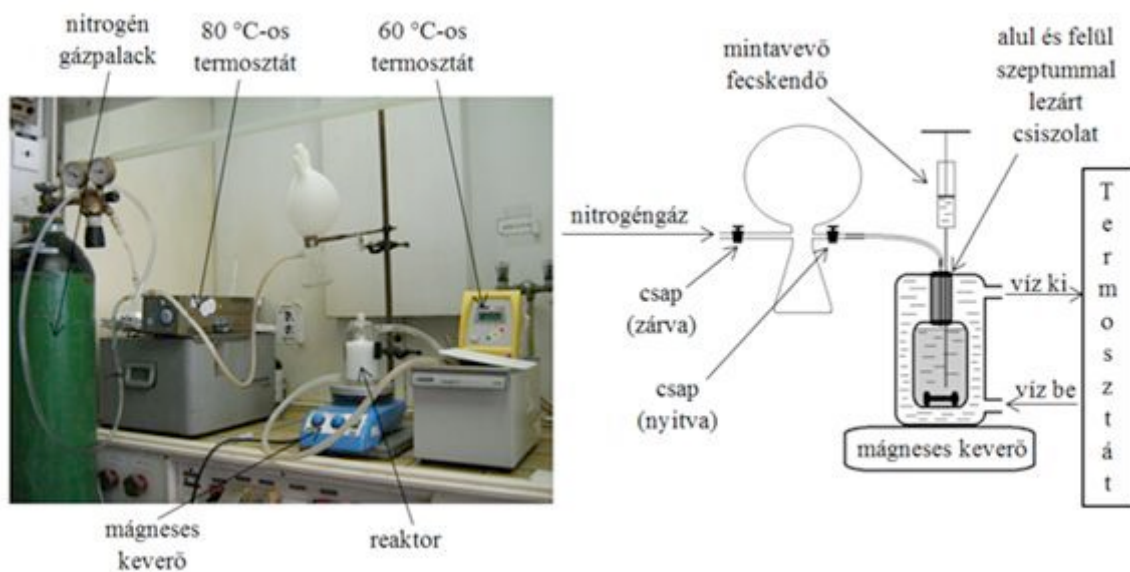 nitrogén
gázpalack
80 °C-os
termosztát
60 °C-os
termosztát
mágneses
keverő
reaktor
mintavevő
fecskendő
alul és felül
szeptummal
lezárt
csiszolat
nitrogéngáz
csap
(zárva)
csap
(nyitva)
víz ki
víz be
mágneses keverő
Termosztát